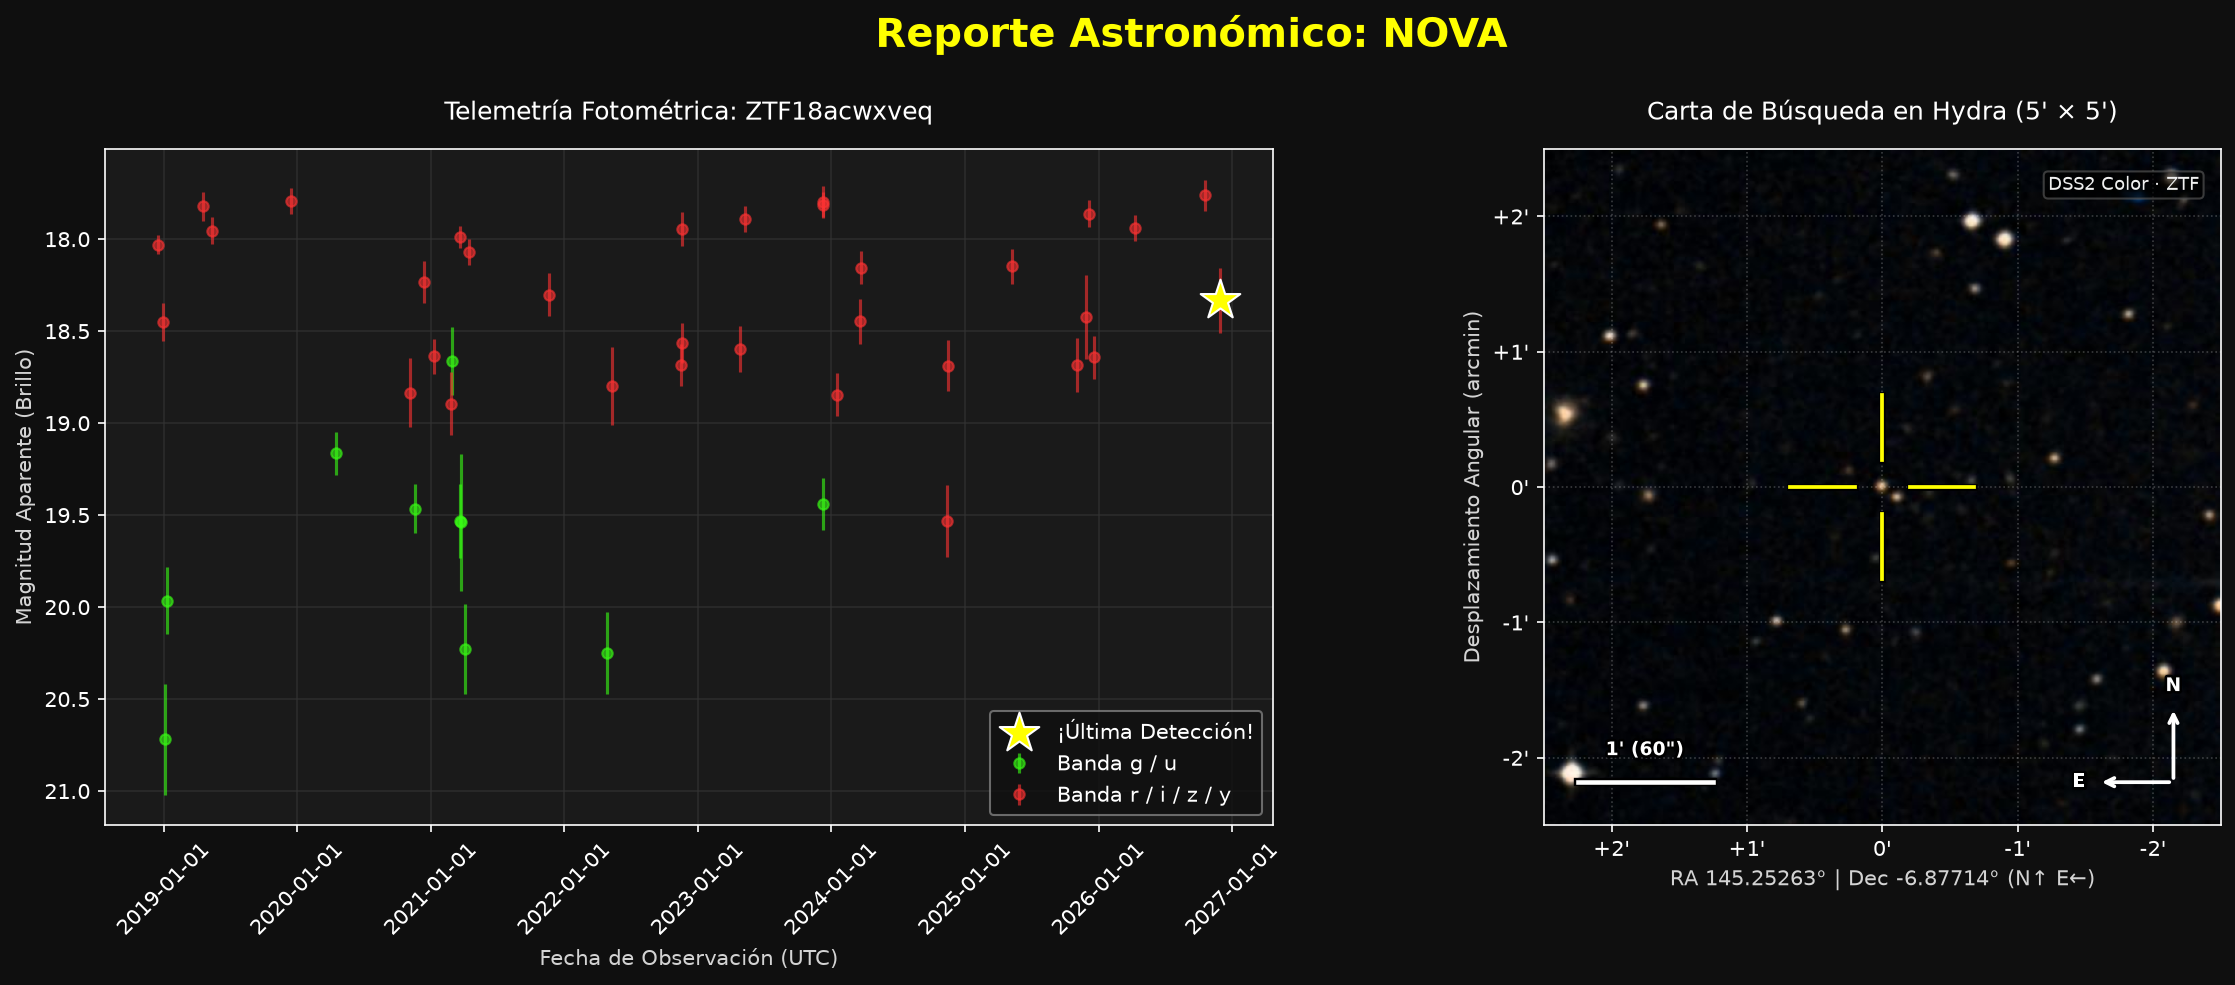 Reporte Astronómico: NOVA
Telemetría Fotométrica: ZTF18acwxveq
Magnitud Aparente (Brillo)
18.0
18.5
19.0
19.5
20.0
20.5
21.0
¡Última Detección!
Banda g / u
Banda r / i / z / y
2019-01-01
2020-01-01
2021-01-01
2022-01-01
2023-01-01
2024-01-01
2025-01-01
2026-01-01
2027-01-01
Fecha de Observación (UTC)
Carta de Búsqueda en Hydra (5' × 5')
DSS2 Color · ZTF
Desplazamiento Angular (arcmin)
+2'
+1'
0'
-1'
-2'
N
E
1' (60")
+2'
+1'
0'
-1'
-2'
RA 145.25263° | Dec -6.87714° (N↑ E←)